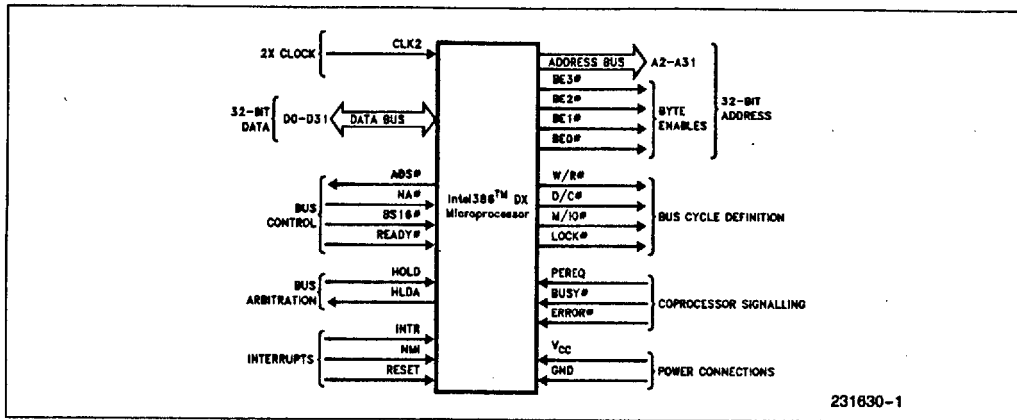 2X CLOCK
CLK2
32-BIT
DATA
D0-D31
DATA BUS
BUS
CONTROL
ADS#
NA#
BS16#
READY#
BUS
ARBITRATION
HOLD
HLDA
INTERRUPTS
INTR
NMI
RESET
Intel386™ DX
Microprocessor
ADDRESS BUS
A2-A31
BE3#
BE2#
BE1#
BE0#
BYTE
ENABLES
32-BIT
ADDRESS
W/R#
D/C#
M/IO#
LOCK#
BUS CYCLE DEFINITION
PEREQ
BUSY#
ERROR#
COPROCESSOR SIGNALLING
VCC
GND
POWER CONNECTIONS
231630-1